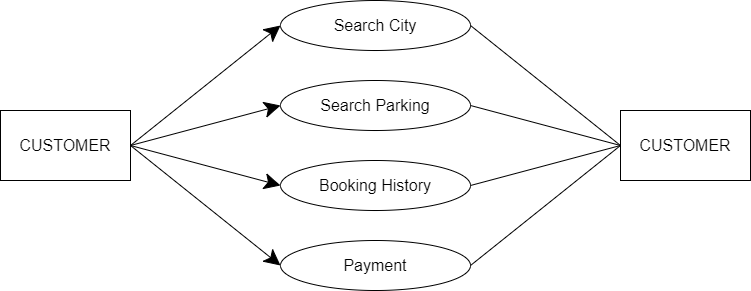 Search City
Search Parking
CUSTOMER
CUSTOMER
Booking History
Payment